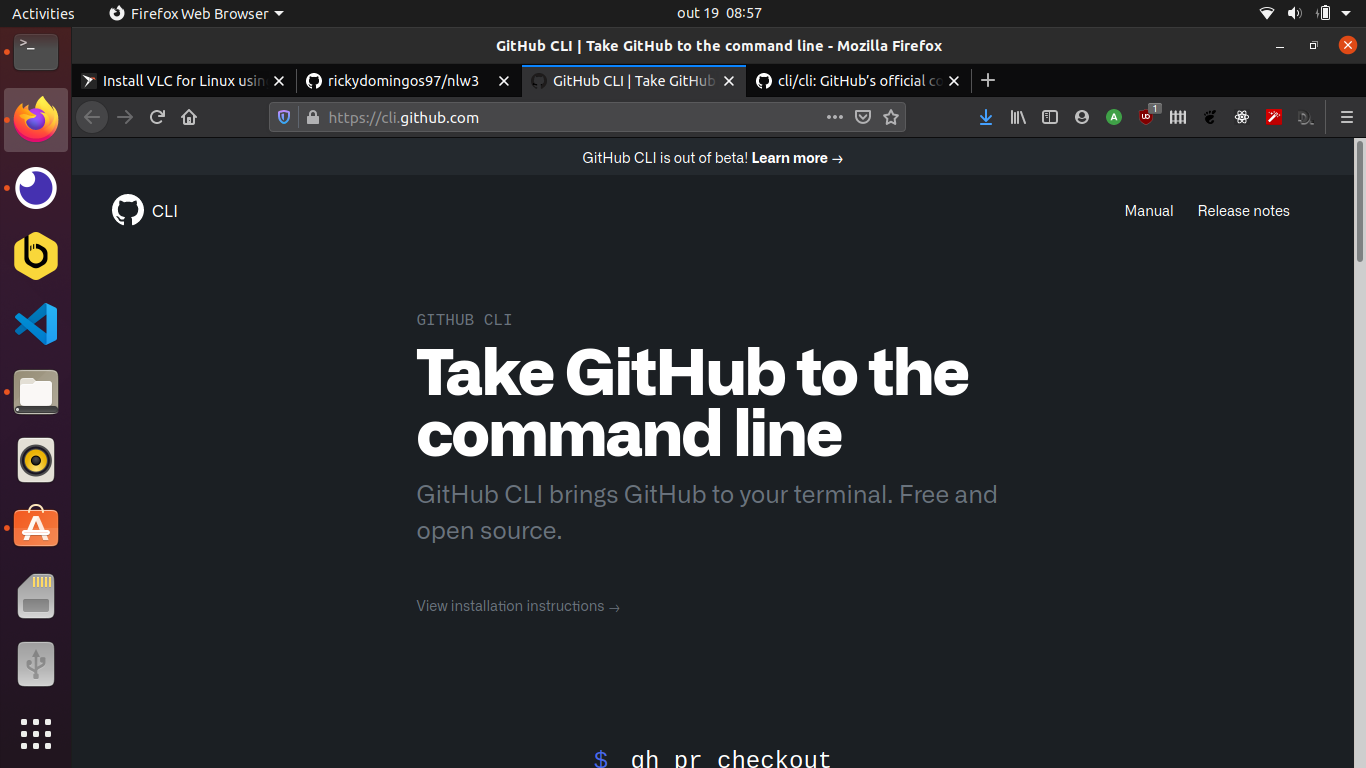 Activities
Firefox Web Browser
out 19 08:57
GitHub CLI | Take GitHub to the command line - Mozilla Firefox
Install VLC for Linux usin
rickydomingos97/nlw3
GitHub CLI | Take GitHub
cli/cli: GitHub's official co
https://cli.github.com
1
GitHub CLI is out of beta! Learn more →
CLI
Manual
Release notes
GITHUB CLI
Take GitHub to the
command line
GitHub CLI brings GitHub to your terminal. Free and
open source.
View installation instructions →
$ gh pr checkout